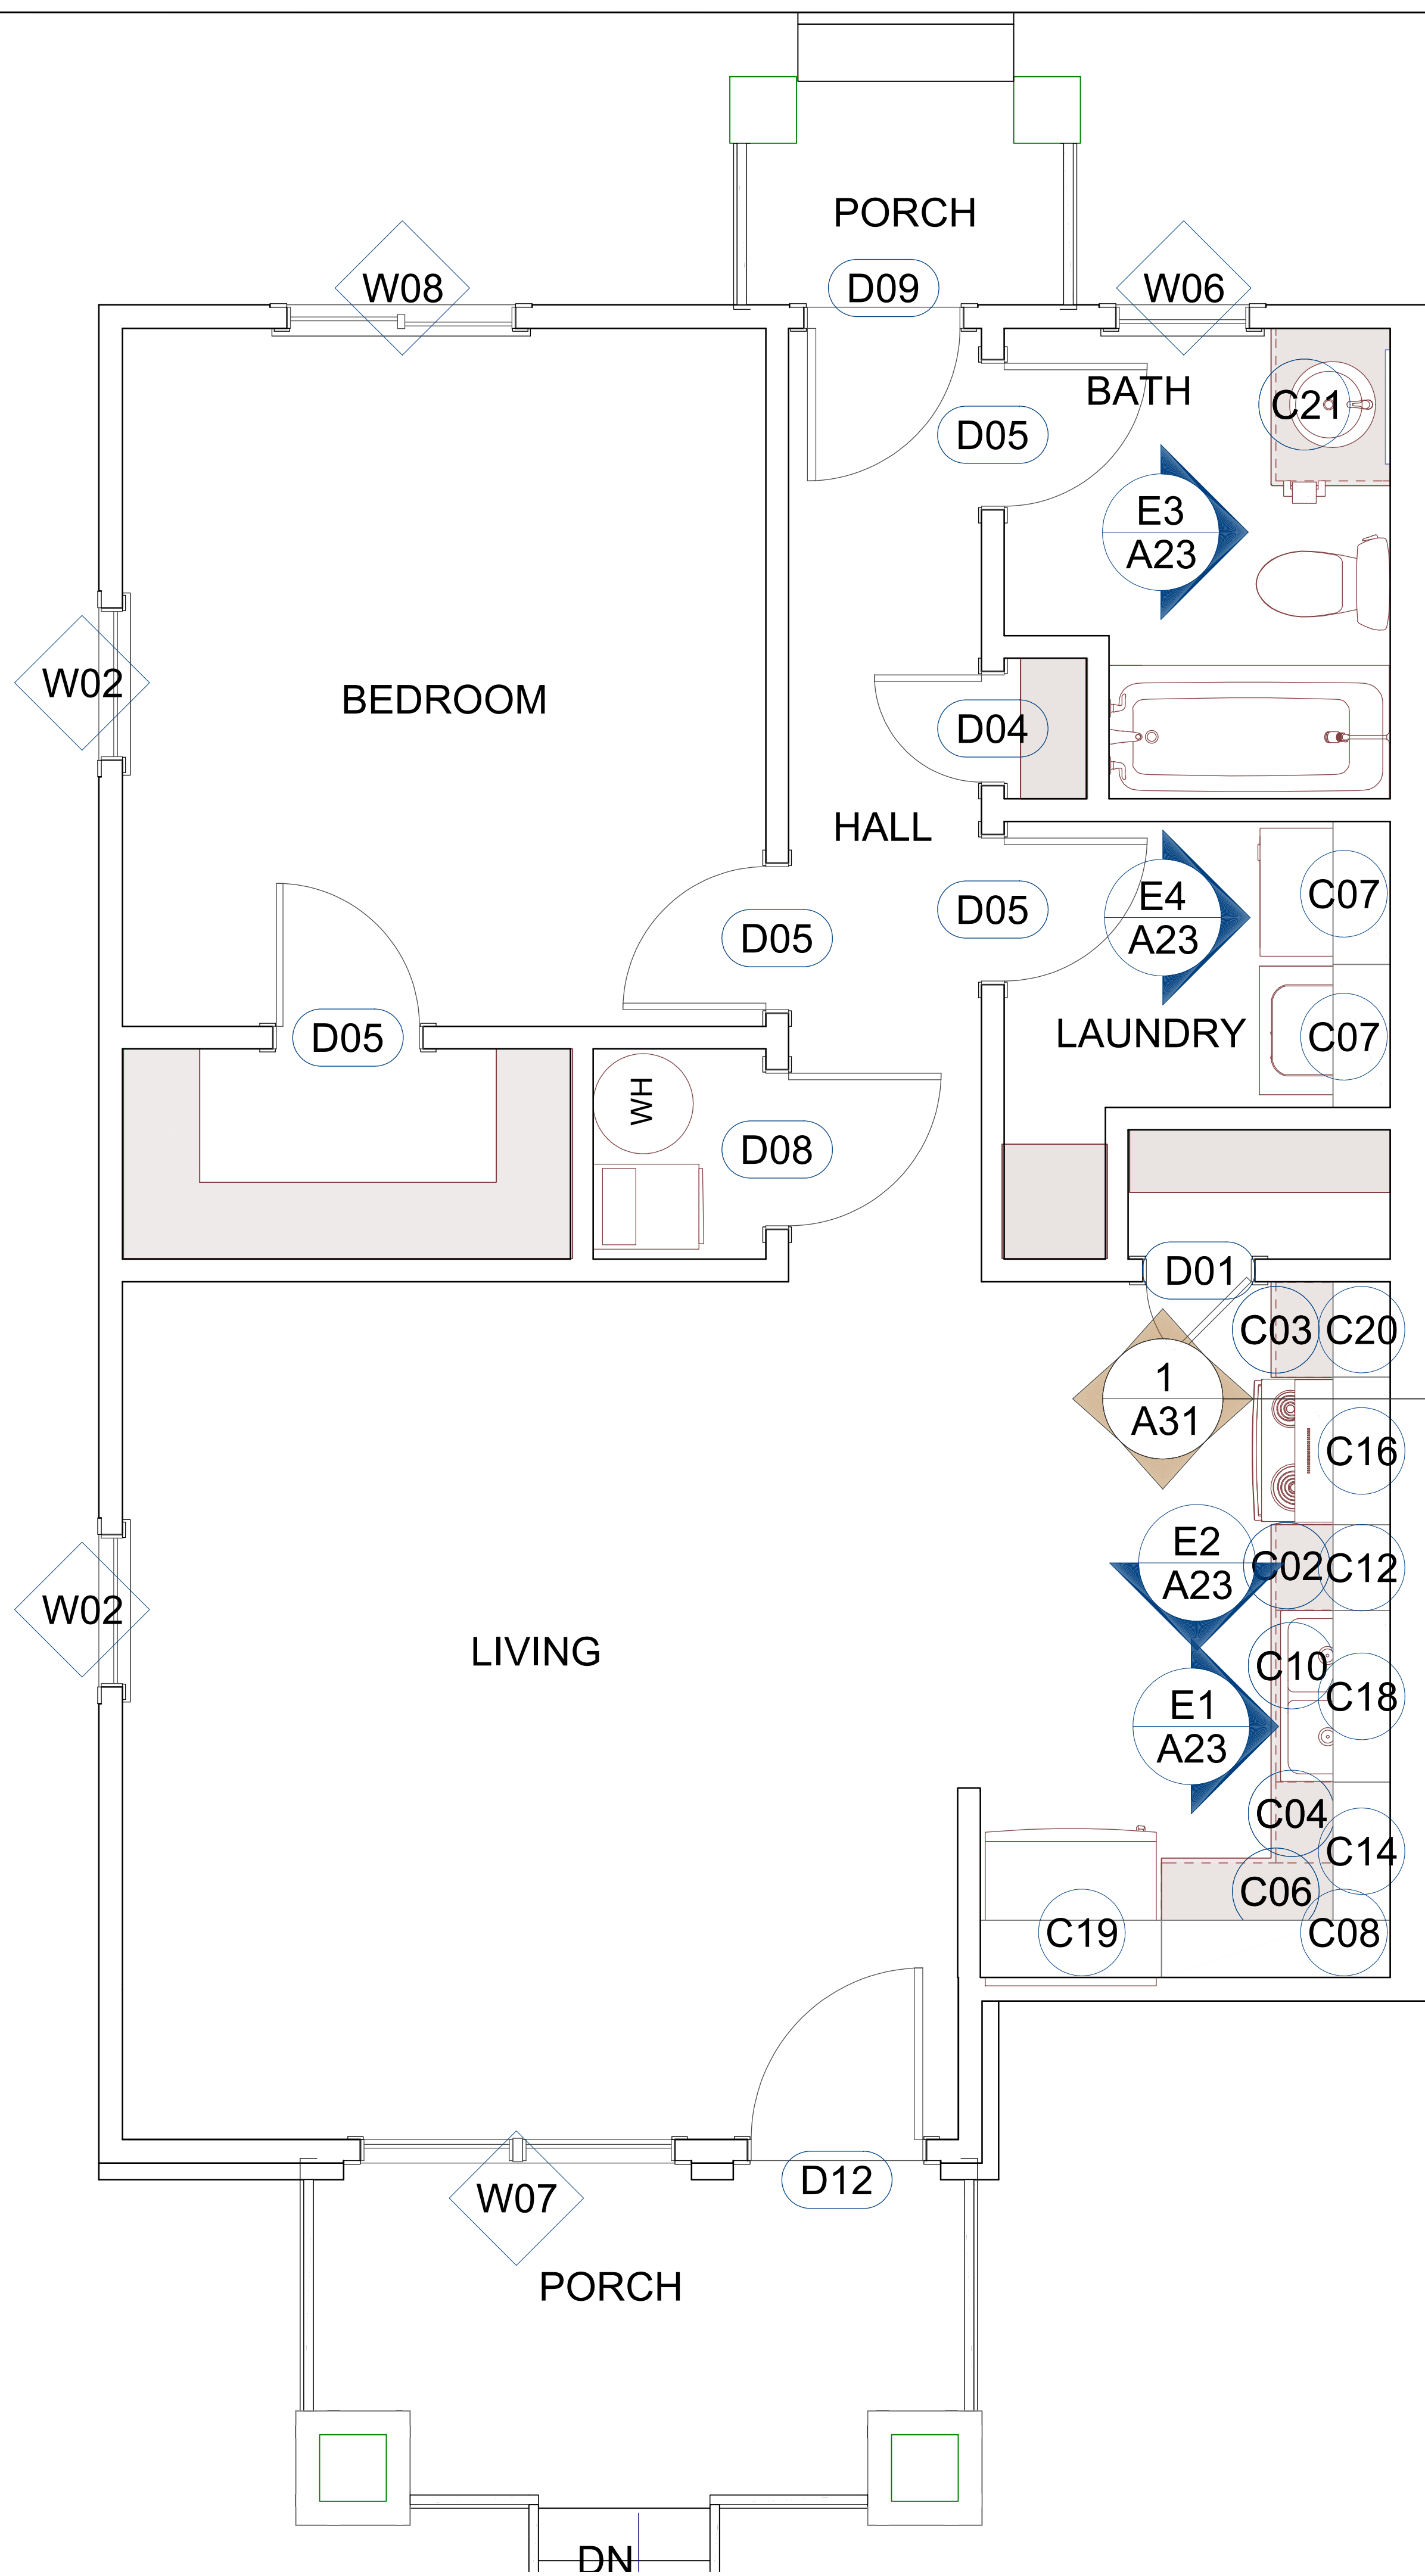 PORCH
W08
D09
W06
BATH
C21
D05
E3
A23
W02
BEDROOM
D04
HALL
C07
E4
A23
D05
D05
LAUNDRY
C07
D05
WH
D08
D01
C03
C20
1
A31
C16
E2
A23
C02
C12
W02
LIVING
C10
C18
E1
A23
C04
C14
C06
C19
C08
D12
W07
PORCH
DN